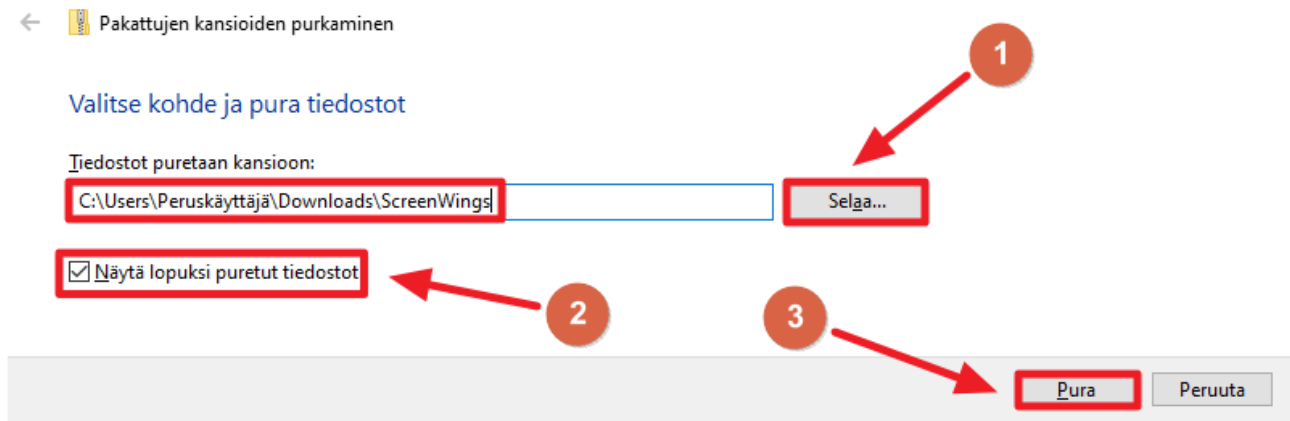 Pakattujen kansioiden purkaminen
1
Valitse kohde ja pura tiedostot
Tiedostot puretaan kansioon:
C:\Users\Peruskäyttäjä\Downloads\ScreenWings
Selaa...
Näytä lopuksi puretut tiedostot
2
3
Pura
Peruuta